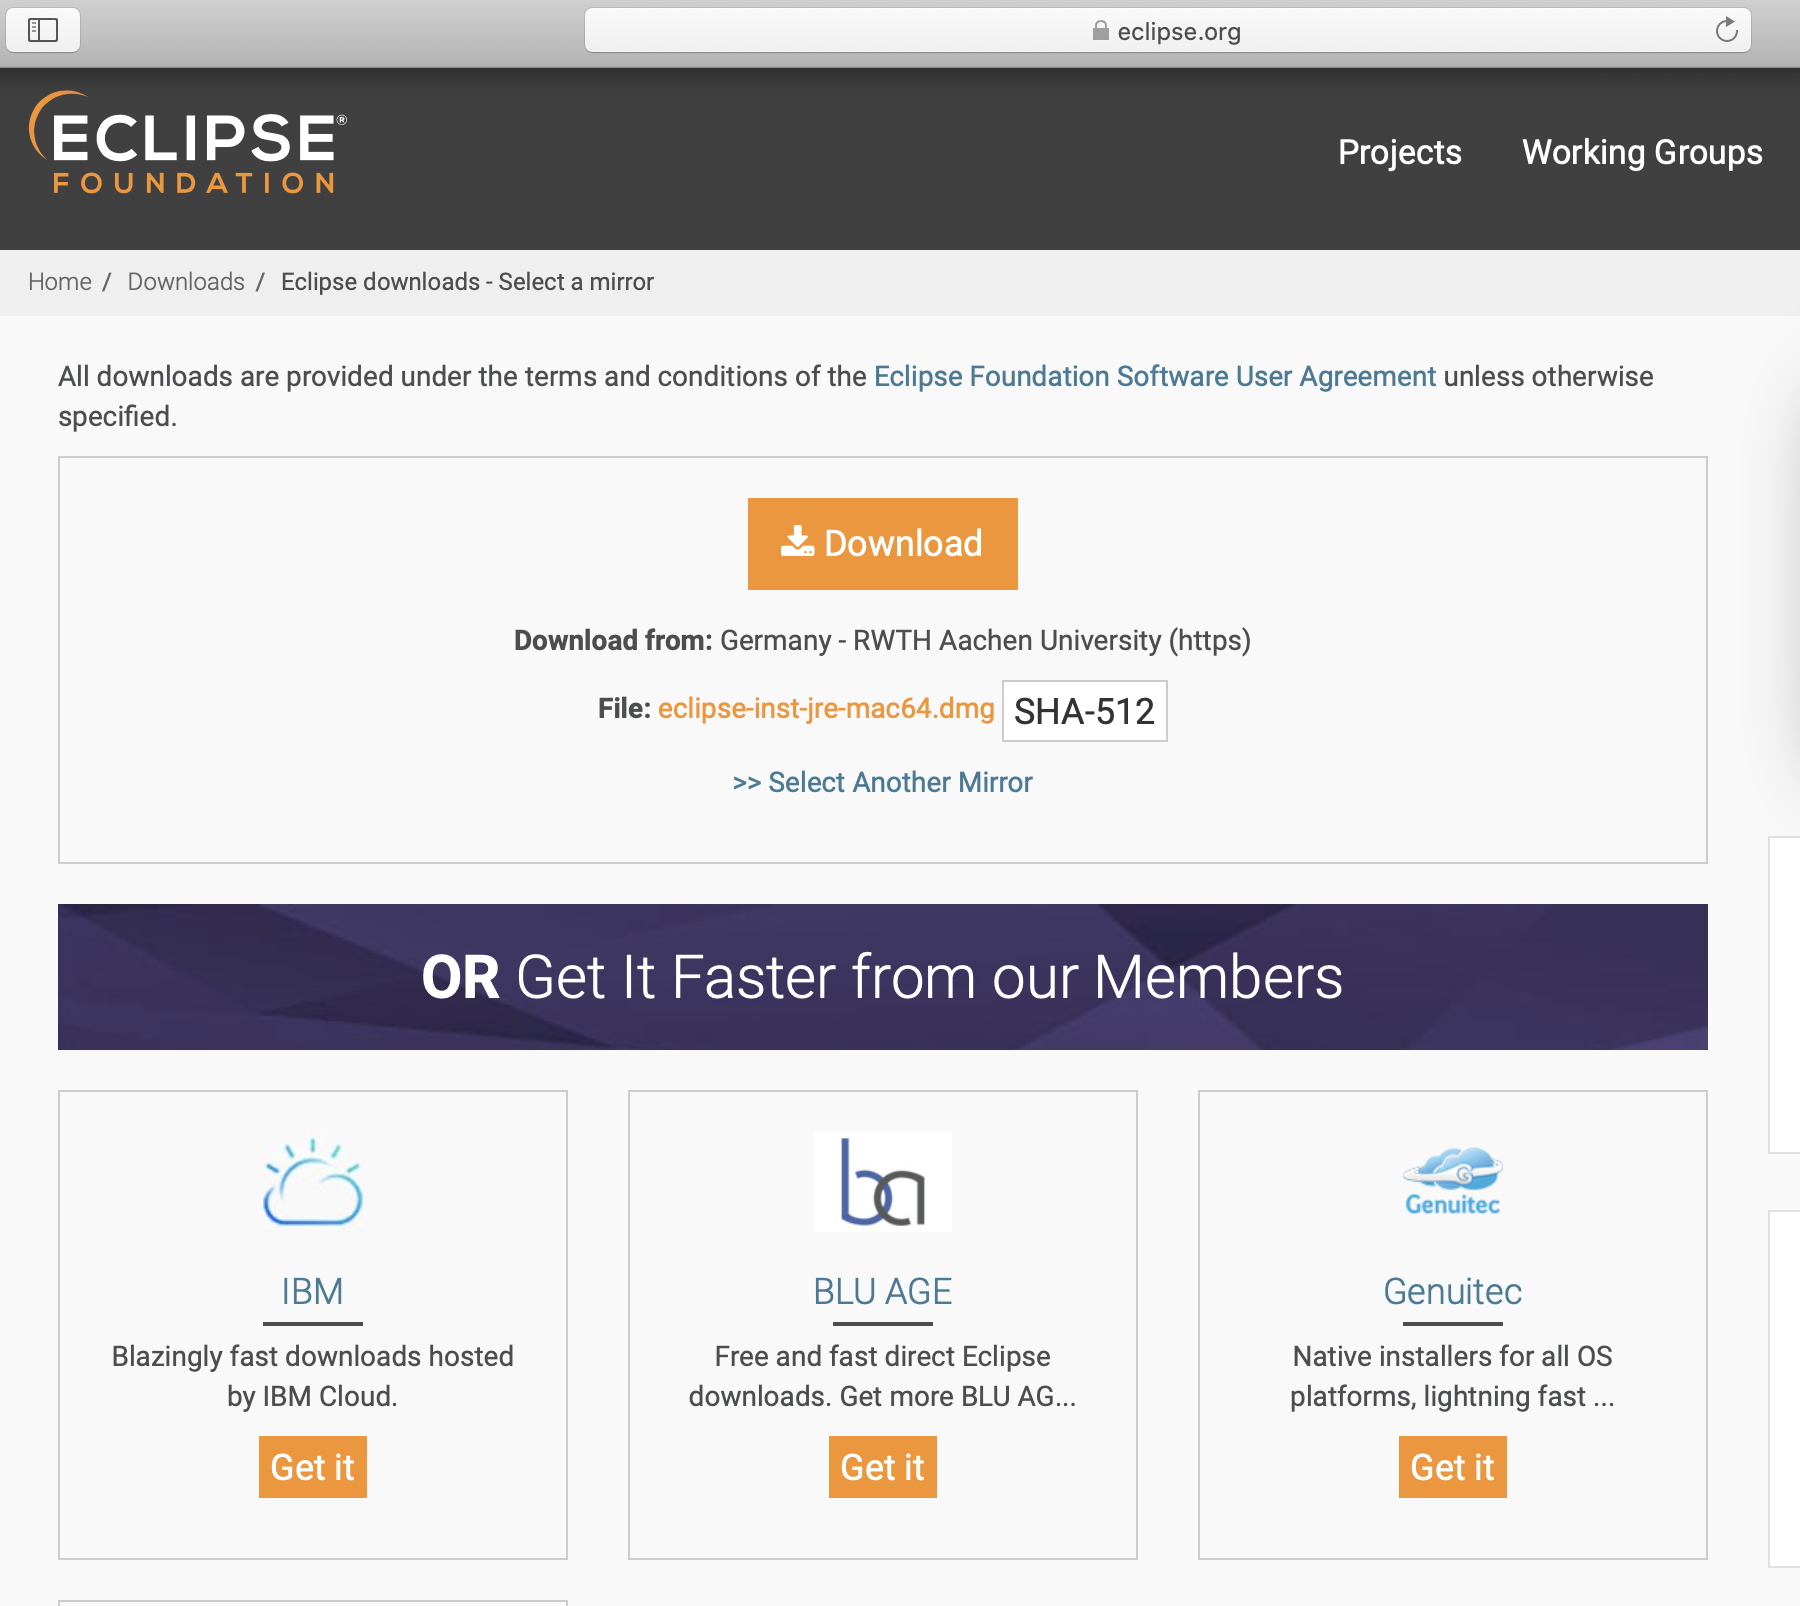 eclipse.org
ECLIPSE®
FOUNDATION
Projects Working Groups
Home / Downloads / Eclipse downloads - Select a mirror
All downloads are provided under the terms and conditions of the Eclipse Foundation Software User Agreement unless otherwise
specified.
Download
Download from: Germany - RWTH Aachen University (https)
File: eclipse-inst-jre-mac64.dmg SHA-512
>> Select Another Mirror
OR Get It Faster from our Members
IBM
Blazingly fast downloads hosted
by IBM Cloud.
Get it
ba
BLU AGE
Free and fast direct Eclipse
downloads. Get more BLU AG...
Get it
Genuitec
Genuitec
Native installers for all OS
platforms, lightning fast ...
Get it